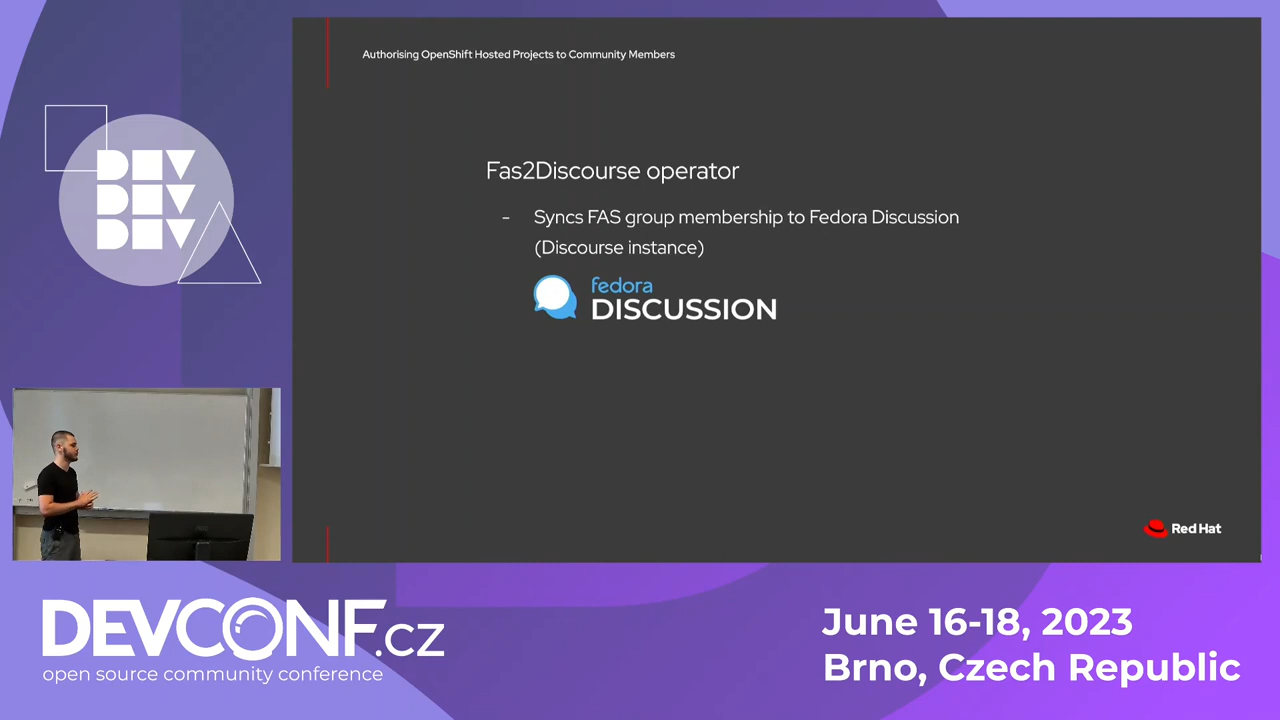 Authorising OpenShift Hosted Projects to Community Members
DEV
DEV
DEV
Fas2Discourse operator
- Syncs FAS group membership to Fedora Discussion
(Discourse instance)
fedora
DISCUSSION
Red Hat
DEVCONF.cz
open source community conference
June 16-18, 2023
Brno, Czech Republic